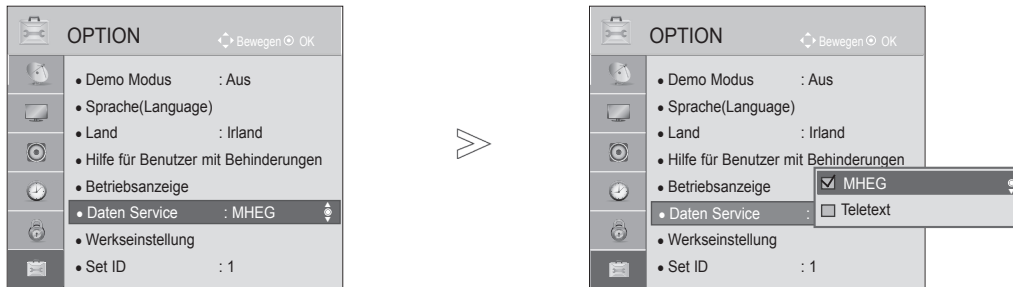 OPTION
Bewegen OK
• Demo Modus : Aus
• Sprache(Language)
• Land : Irland
• Hilfe für Benutzer mit Behinderungen
• Betriebsanzeige
• Daten Service : MHEG
• Werkseinstellung
• Set ID : 1
OPTION
Bewegen OK
• Demo Modus : Aus
• Sprache(Language)
• Land : Irland
• Hilfe für Benutzer mit Behinderungen
• Betriebsanzeige
MHEG
• Daten Service :
Teletext
• Werkseinstellung
• Set ID : 1